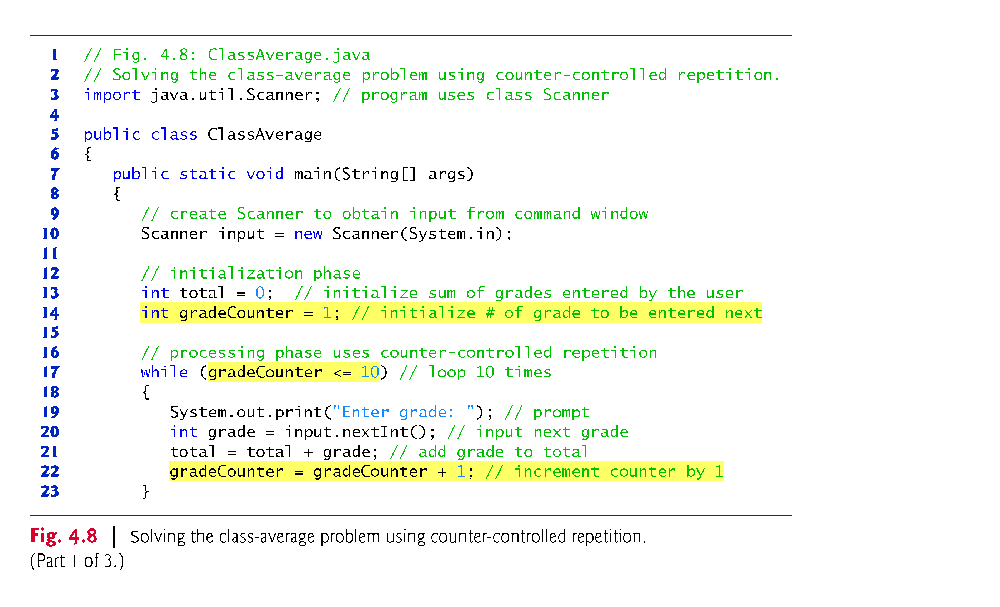 1 // Fig. 4.8: ClassAverage.java
2 // Solving the class-average problem using counter-controlled repetition.
3 import java.util.Scanner; // program uses class Scanner
4
5 public class ClassAverage
6 {
7 public static void main(String[] args)
8 {
9 // create Scanner to obtain input from command window
10 Scanner input = new Scanner(System.in);
11
12 // initialization phase
13 int total = 0; // initialize sum of grades entered by the user
14 int gradeCounter = 1; // initialize # of grade to be entered next
15
16 // processing phase uses counter-controlled repetition
17 while (gradeCounter <= 10) // loop 10 times
18 {
19 System.out.print("Enter grade: "); // prompt
20 int grade = input.nextInt(); // input next grade
21 total = total + grade; // add grade to total
22 gradeCounter = gradeCounter + 1; // increment counter by 1
23 }
Fig. 4.8 | Solving the class-average problem using counter-controlled repetition.
(Part 1 of 3.)